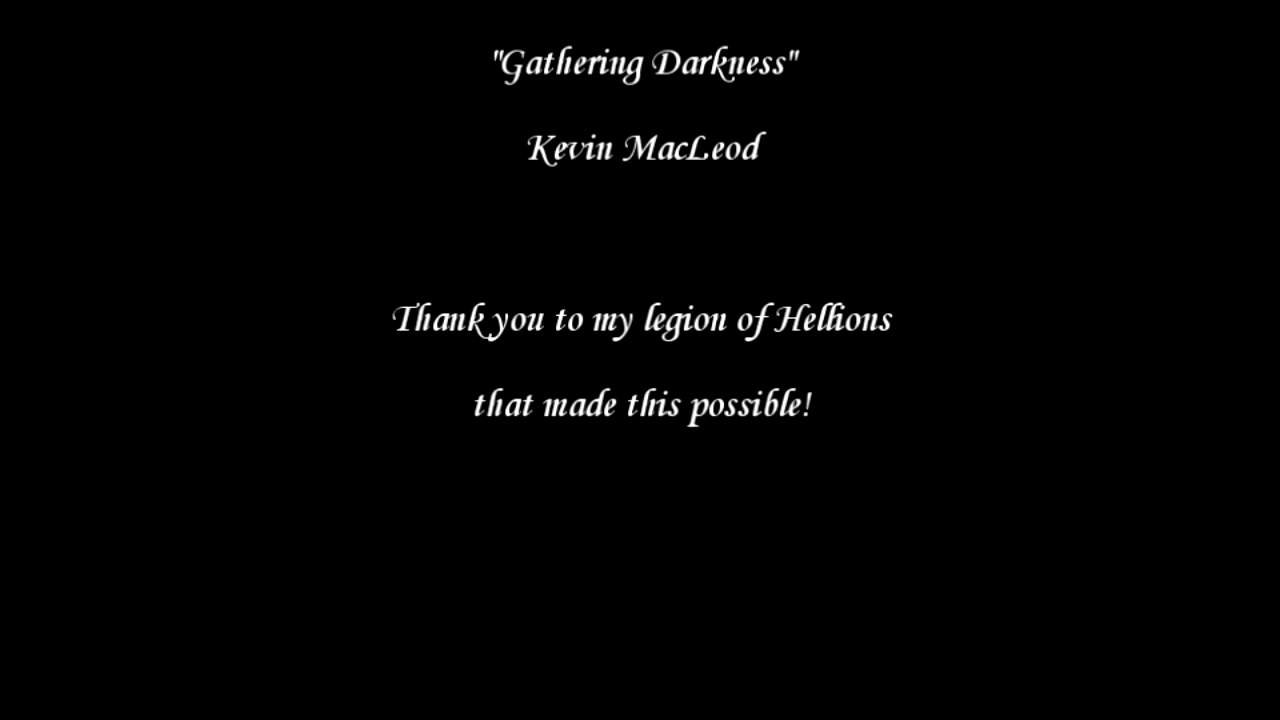 "Gathering Darkness"
Kevin MacLeod
Thank you to my legion of Hellions
that made this possible!